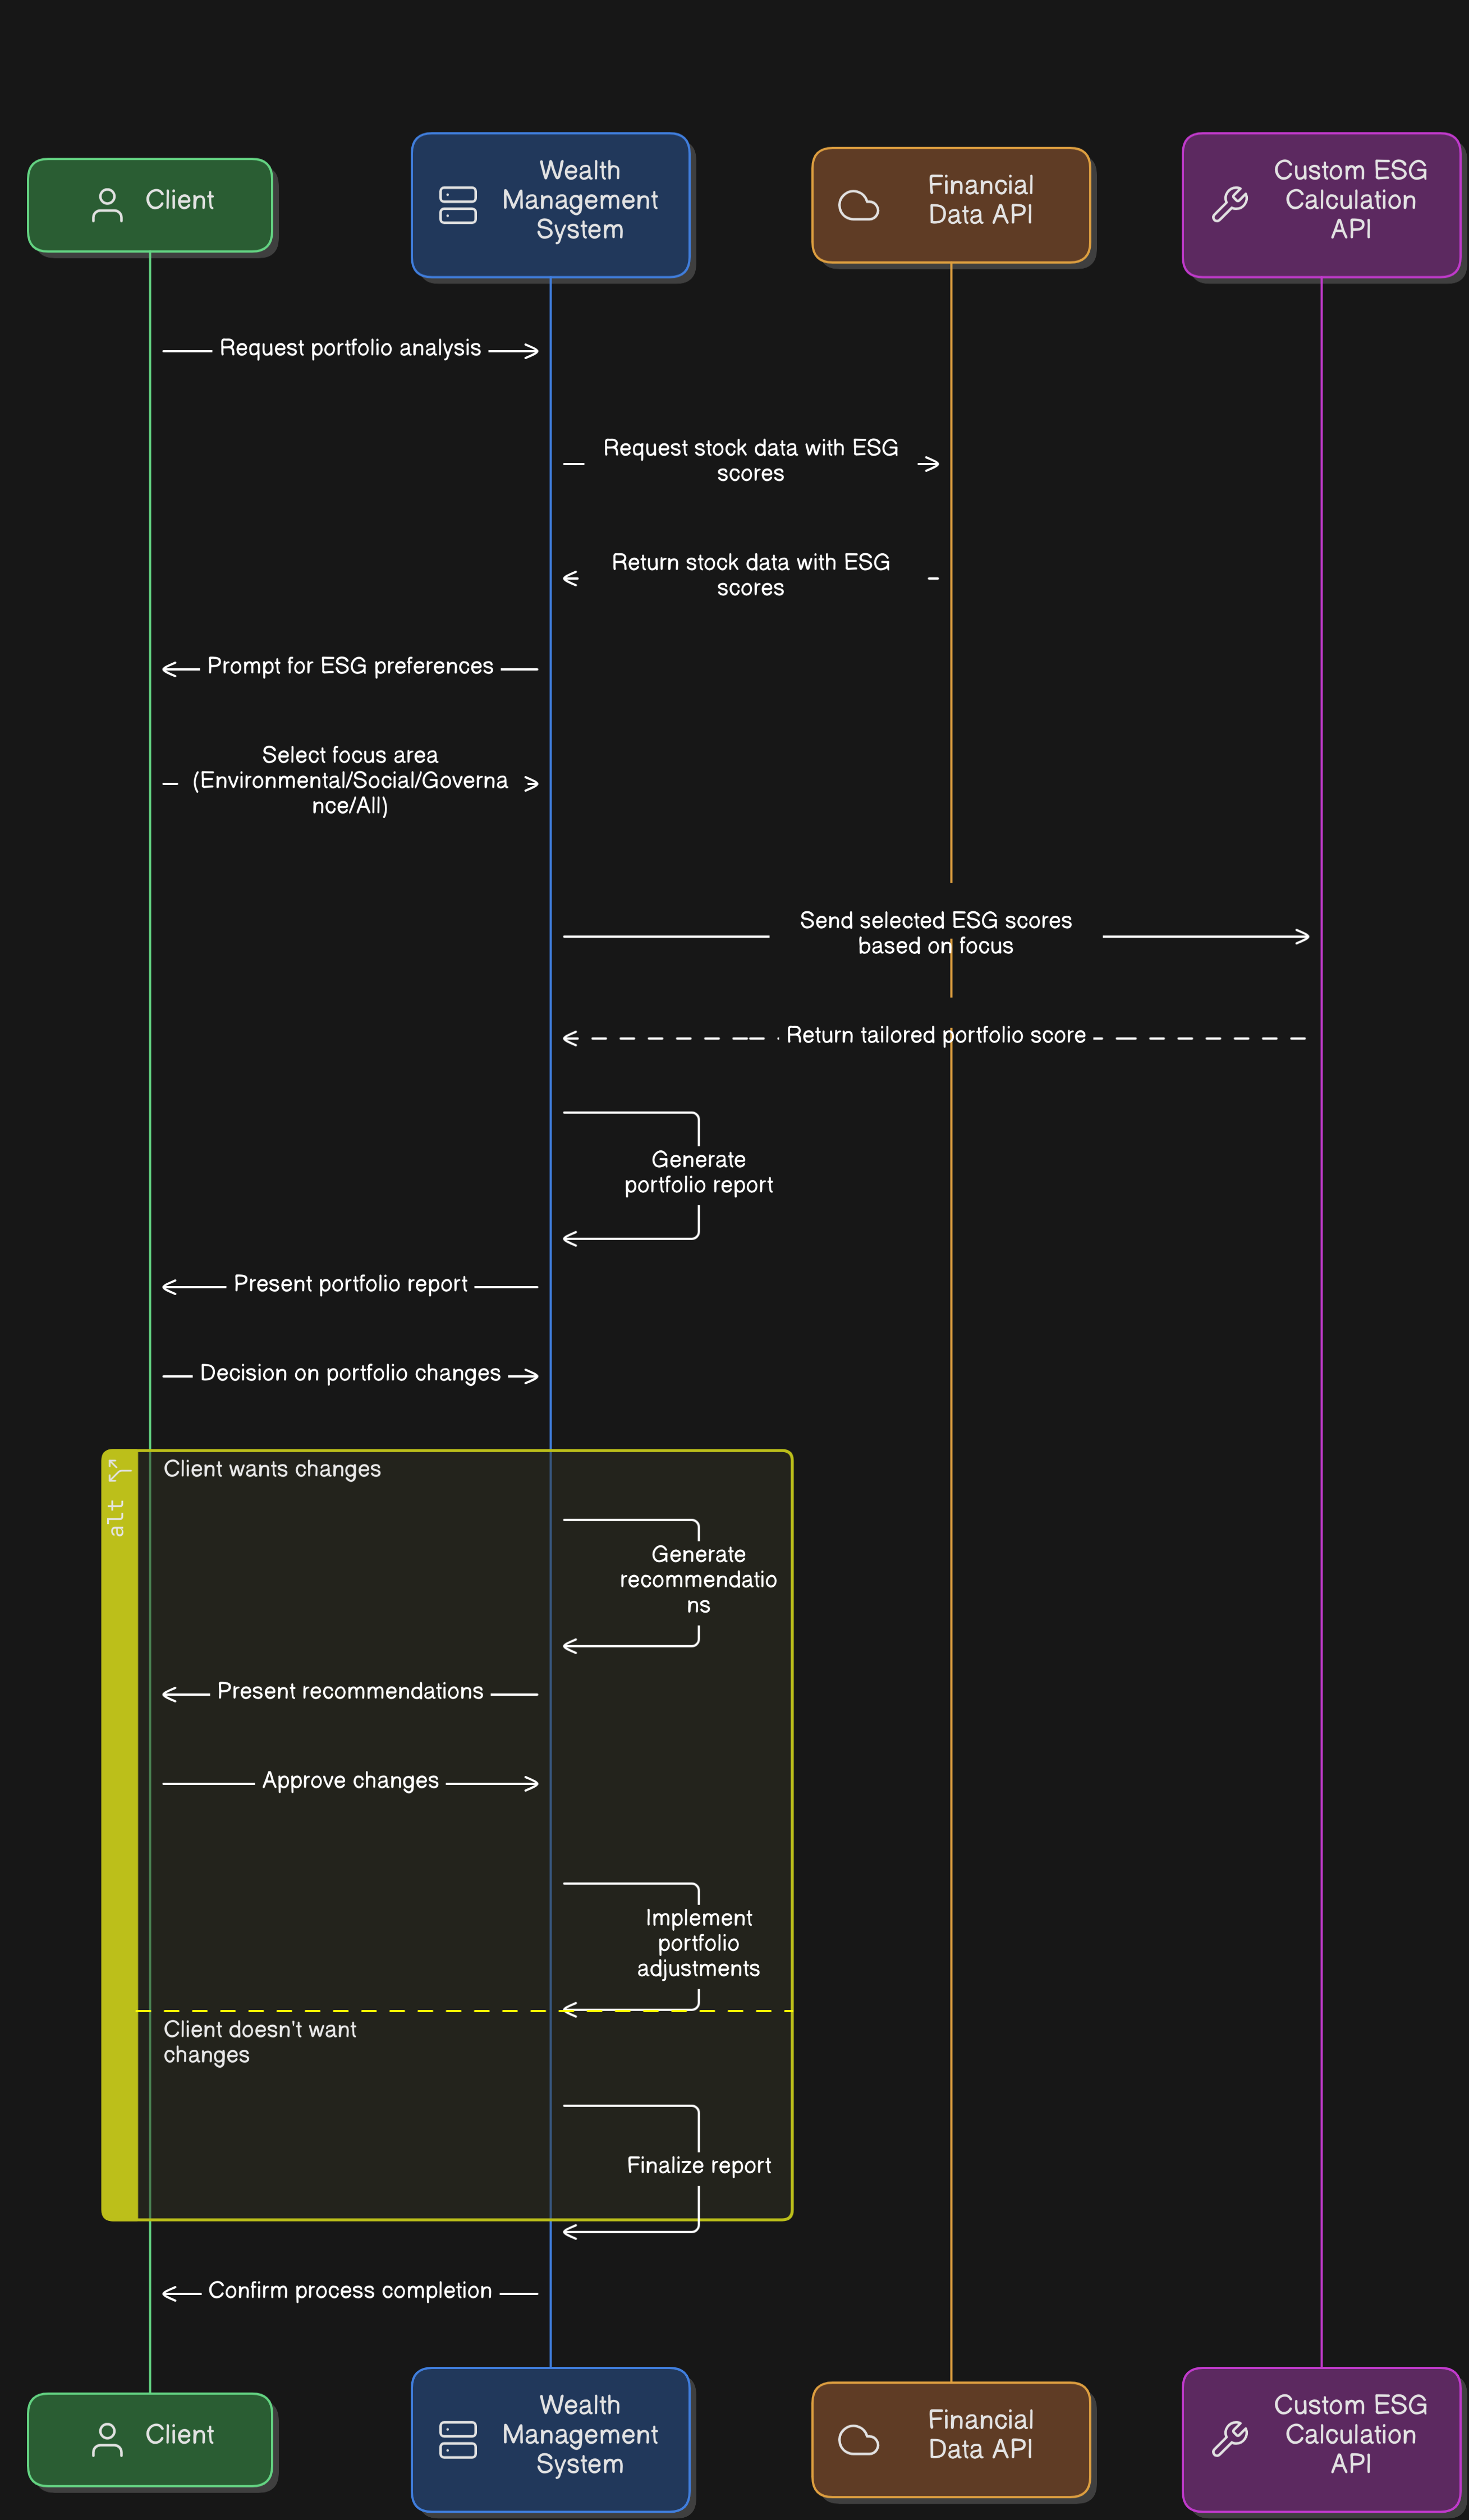 Client
Wealth
Management
System
Financial
Data API
Custom ESG
Calculation
API
Request portfolio analysis
Request stock data with ESG
scores
Return stock data with ESG
scores
Prompt for ESG preferences
Select focus area
(Environmental/Social/Governa
nce/All)
Send selected ESG scores
based on focus
Return tailored portfolio score
Generate
portfolio report
Present portfolio report
Decision on portfolio changes
alt
Client wants changes
Generate
recommendatio
ns
Present recommendations
Approve changes
Implement
portfolio
adjustments
Client doesn't want
changes
Finalize report
Confirm process completion
Client
Wealth
Management
System
Financial
Data API
Custom ESG
Calculation
API